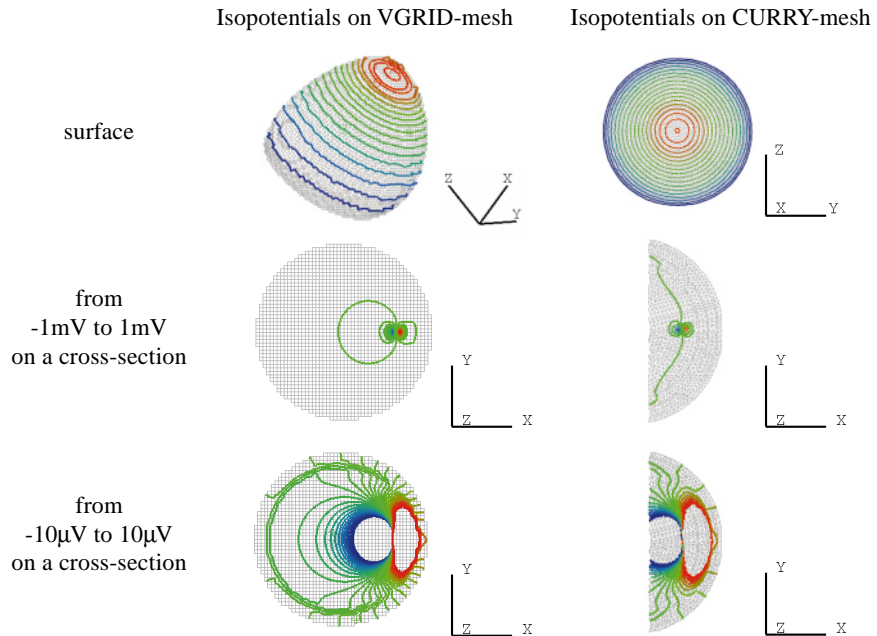 Isopotentials on VGRID-mesh
Isopotentials on CURRY-mesh
surface
Z
X
Y
Z
X
Y
from
-1mV to 1mV
on a cross-section
Y
Z
X
Y
Z
X
from
-10µV to 10µV
on a cross-section
Y
Z
X
Y
Z
X